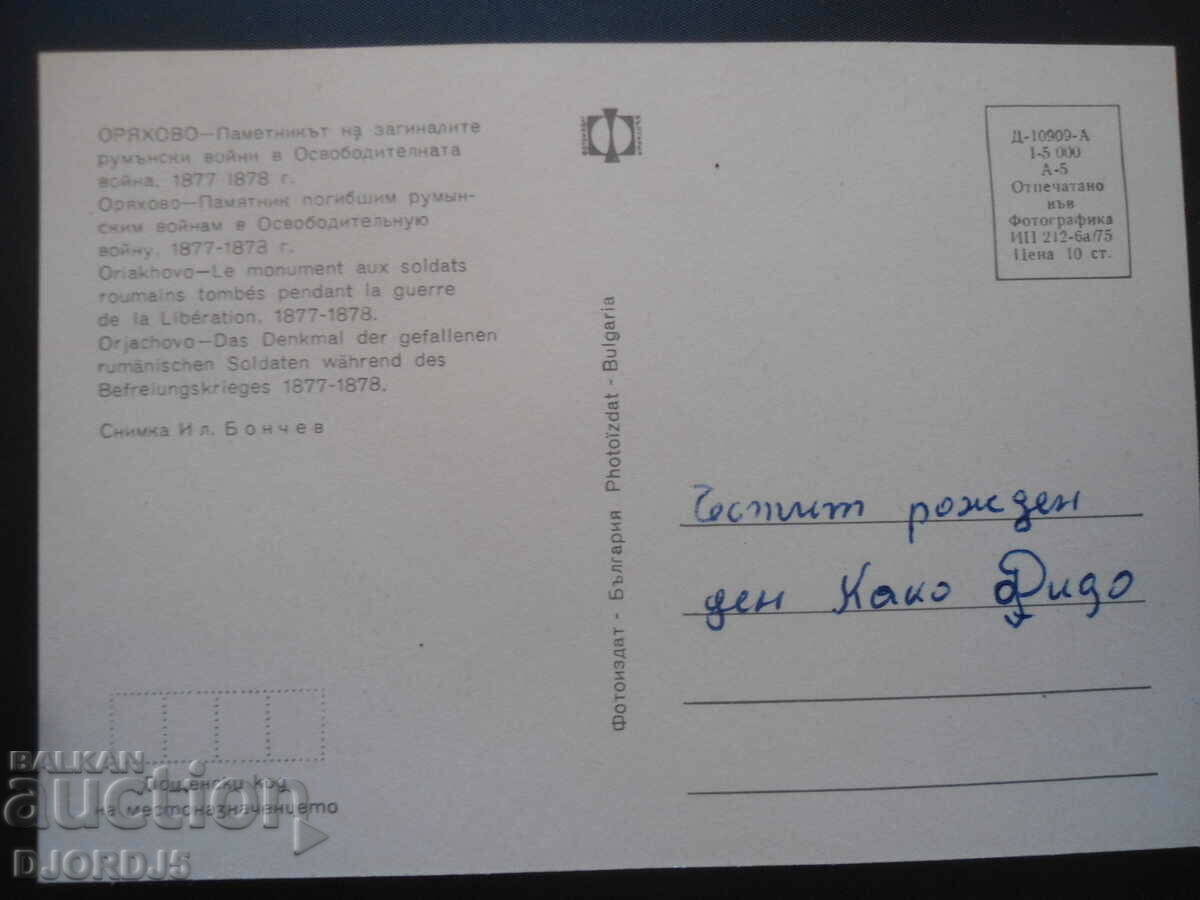 ОРЯХОВО—Паметникът на загиналите
румънски войни в Освободителната
война. 1877 1878 г.
Оряхово—Памятник погибшим румын-
ским войнам в Освободительную
войну. 1877-1878 г.
Oriakhovo—Le monument aux soldats
roumains tombés pendant la guerre
de la Libération. 1877-1878.
Orjachovo—Das Denkmal der gefallenen
rumänischen Soldaten während des
Befreiungskrieges 1877-1878.
Снимка Ил. Бончев
Пощенски код
на местоназначението
Фотоиздат - България Photoïzdat - Bulgaria
Д-10909-А
I-5 000
А-5
Отпечатано
във
Фотографика
ИП 212-6а/75
Цена 10 ст.
Честит рожден
ден Како Фидо
BALKAN
auction
DJORDJ5